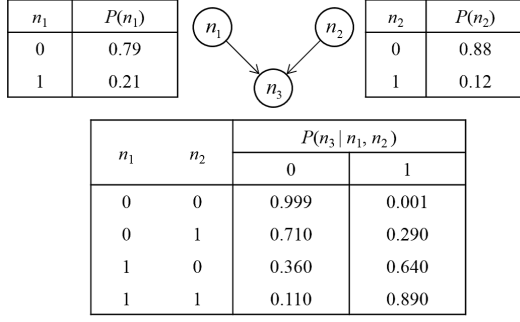 n₁ P(n₁)
0 0.79
1 0.21
n₁ n₂
n₃
n₂ P(n₂)
0 0.88
1 0.12
n₁ n₂ P(n₃ | n₁, n₂)
0 1
0 0 0.999 0.001
0 1 0.710 0.290
1 0 0.360 0.640
1 1 0.110 0.890